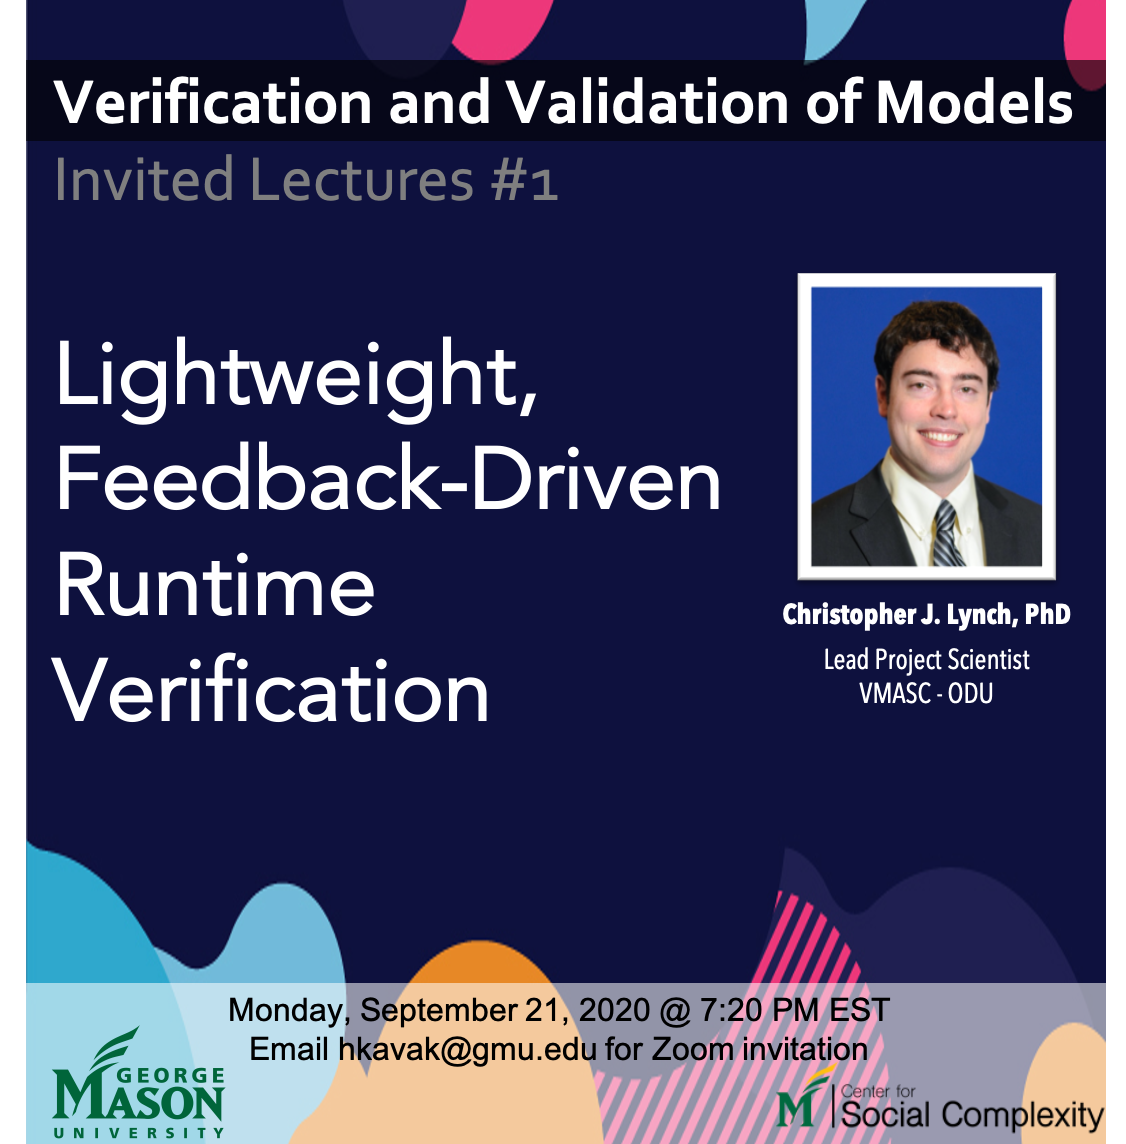 Verification and Validation of Models
Invited Lectures #1
Lightweight,
Feedback-Driven
Runtime
Verification
Christopher J. Lynch, PhD
Lead Project Scientist
VMASC - ODU
Monday, September 21, 2020 @ 7:20 PM EST
Email hkavak@gmu.edu for Zoom invitation
GEORGE
MASON
UNIVERSITY
M
Center for
Social Complexity